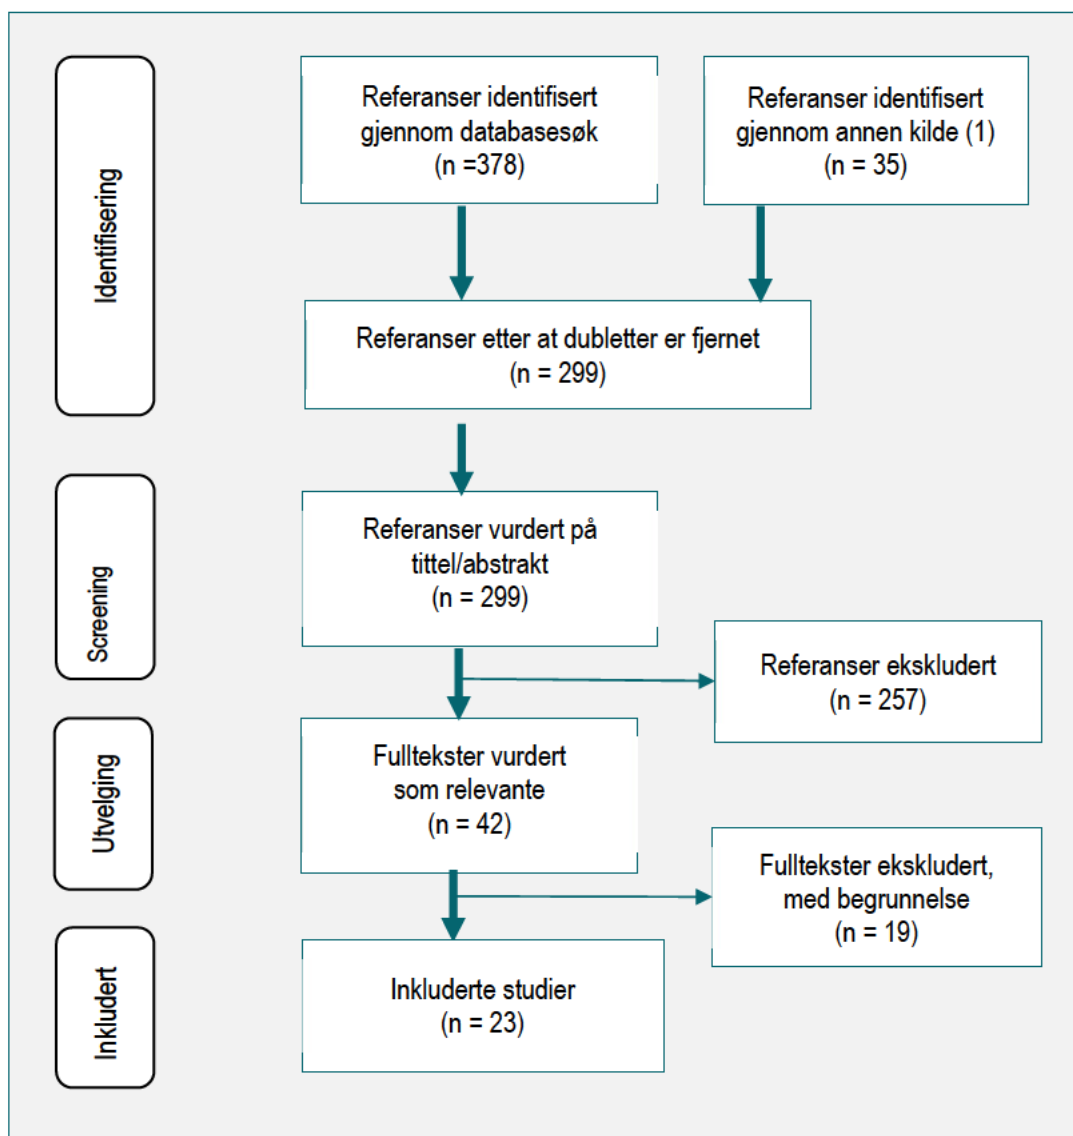 Identifisering
Referanser identifisert
gjennom databasesøk
(n =378)
Referanser identifisert
gjennom annen kilde (1)
(n = 35)
Referanser etter at dubletter er fjernet
(n = 299)
Screening
Referanser vurdert på
tittel/abstrakt
(n = 299)
Referanser ekskludert
(n = 257)
Utvelging
Fulltekster vurdert
som relevante
(n = 42)
Fulltekster ekskludert,
med begrunnelse
(n = 19)
Inkludert
Inkluderte studier
(n = 23)